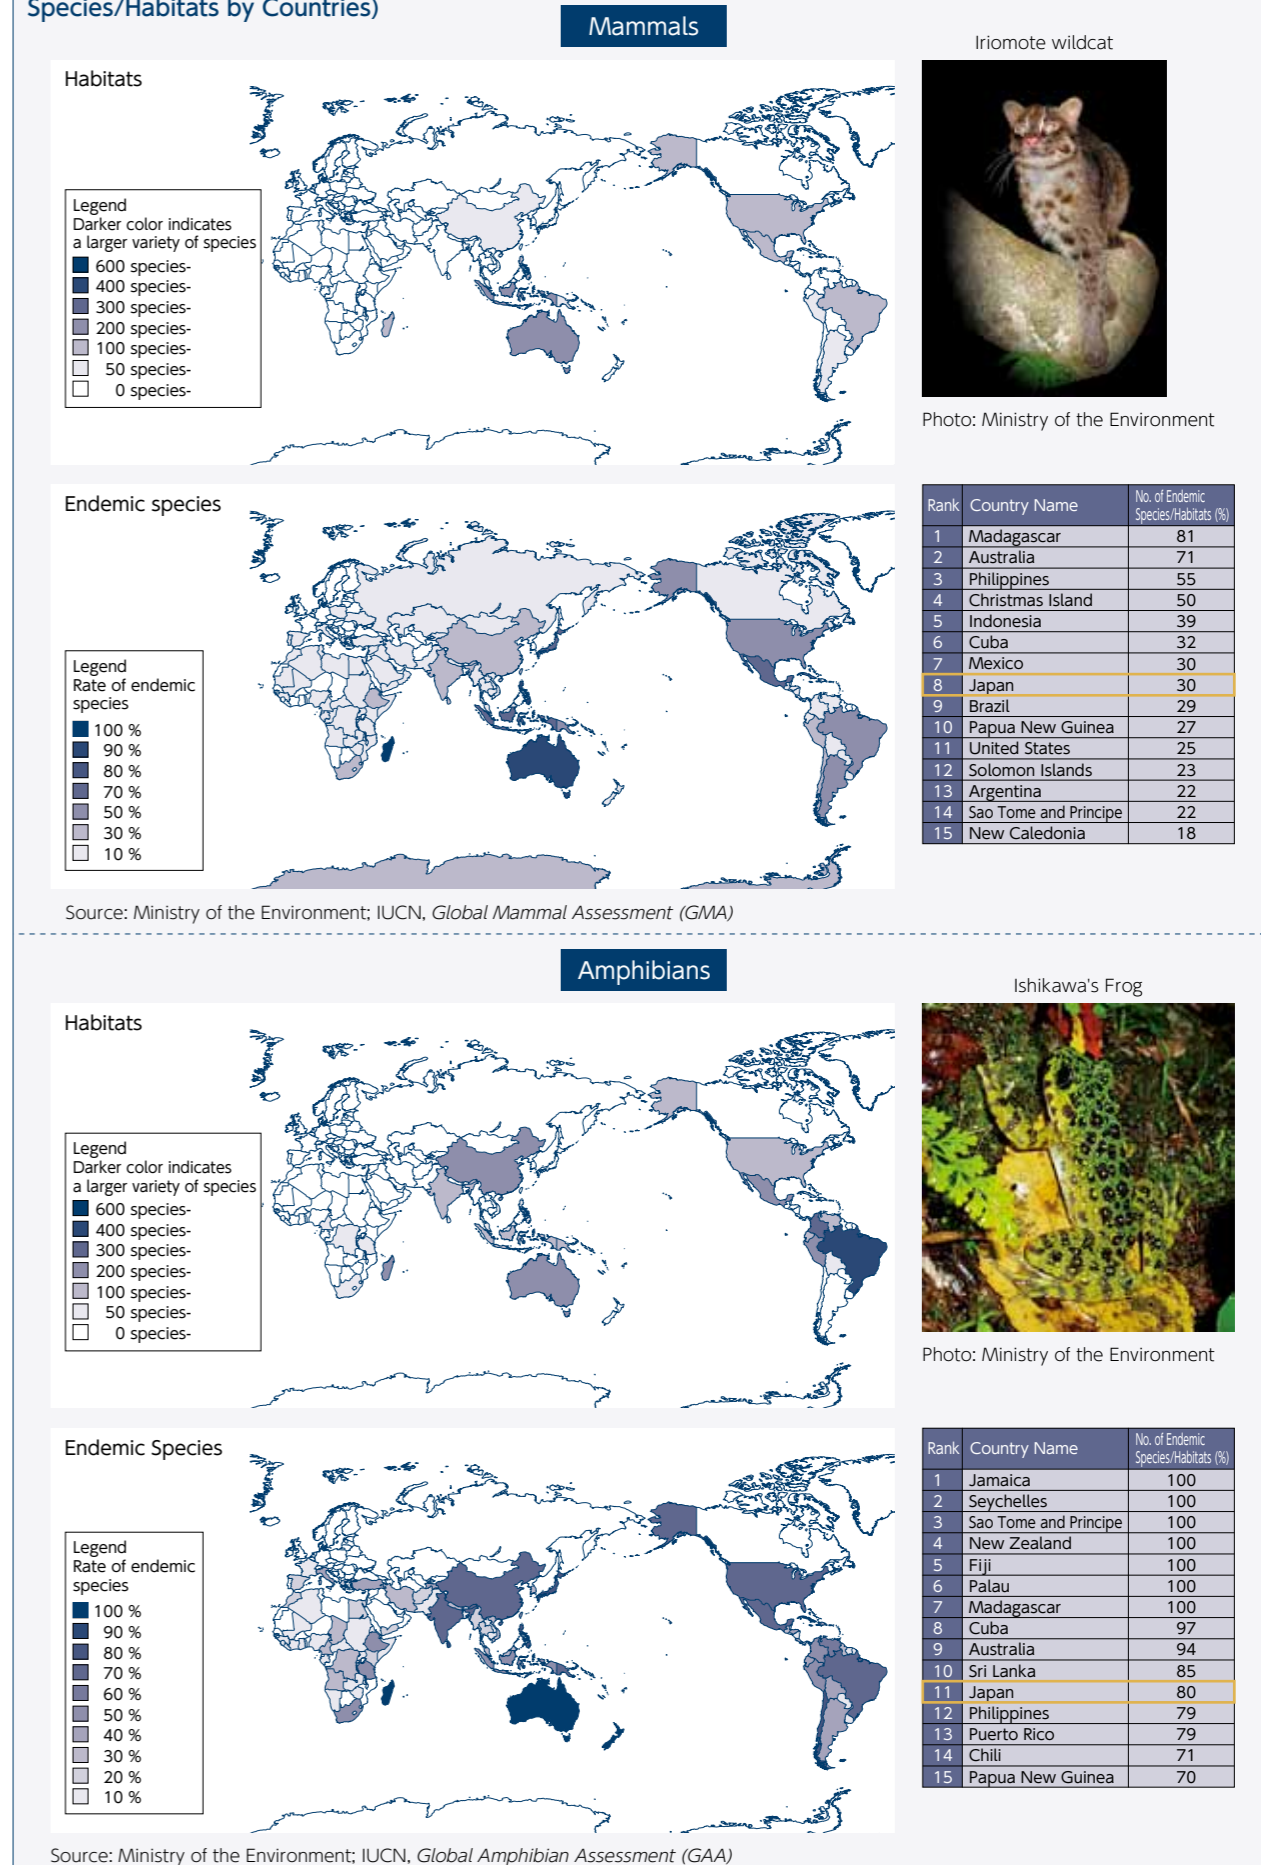 Species/Habitats by Countries)
Mammals
Iriomote wildcat
Habitats
Legend
Darker color indicates
a larger variety of species
600 species-
400 species-
300 species-
200 species-
100 species-
50 species-
0 species-
Photo: Ministry of the Environment
Endemic species
Legend
Rate of endemic
species
100 %
90 %
80 %
70 %
50 %
30 %
10 %
Rank Country Name No. of Endemic Species/Habitats (%)
1 Madagascar 81
2 Australia 71
3 Philippines 55
4 Christmas Island 50
5 Indonesia 39
6 Cuba 32
7 Mexico 30
8 Japan 30
9 Brazil 29
10 Papua New Guinea 27
11 United States 25
12 Solomon Islands 23
13 Argentina 22
14 Sao Tome and Principe 22
15 New Caledonia 18
Source: Ministry of the Environment; IUCN, Global Mammal Assessment (GMA)
Amphibians
Ishikawa's Frog
Habitats
Legend
Darker color indicates
a larger variety of species
600 species-
400 species-
300 species-
200 species-
100 species-
50 species-
0 species-
Photo: Ministry of the Environment
Endemic Species
Legend
Rate of endemic
species
100 %
90 %
80 %
70 %
60 %
50 %
40 %
30 %
20 %
10 %
Rank Country Name No. of Endemic Species/Habitats (%)
1 Jamaica 100
2 Seychelles 100
3 Sao Tome and Principe 100
4 New Zealand 100
5 Fiji 100
6 Palau 100
7 Madagascar 100
8 Cuba 97
9 Australia 94
10 Sri Lanka 85
11 Japan 80
12 Philippines 79
13 Puerto Rico 79
14 Chili 71
15 Papua New Guinea 70
Source: Ministry of the Environment; IUCN, Global Amphibian Assessment (GAA)